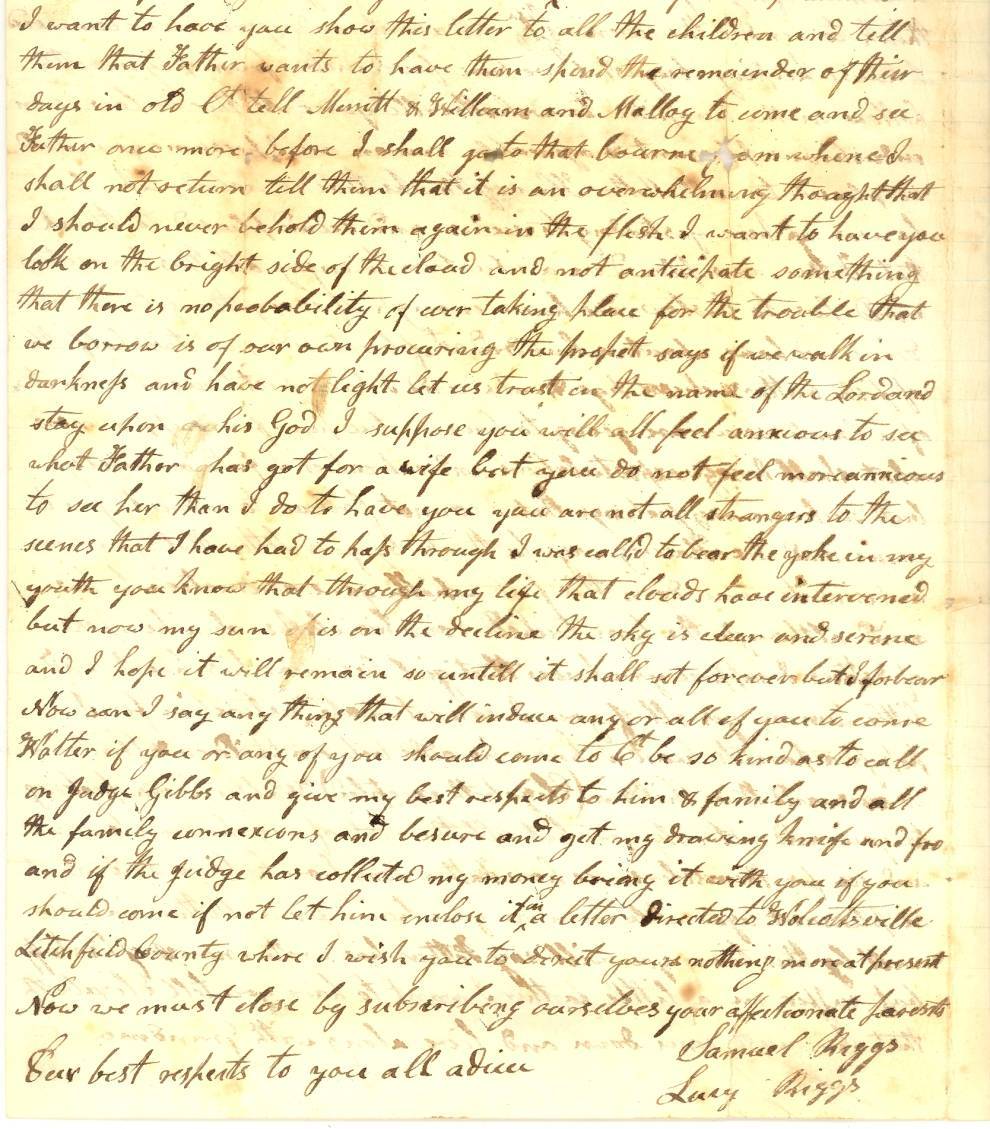 I want to have you show this letter to all the children and tell
them that Father wants to have them spend the remainder of their
days in old Ct tell Merritt & William and Mallog to come and see
Father once more before I shall go to that bourne from whence I
shall not return tell them that it is an overwhelming thought that
I should never behold them again in the flesh I want to have you
look on the bright side of the cloud and not anticipate something
that there is no probability of ever taking place for the trouble that
we borrow is of our own procuring the prophet says if we walk in
darkness and have not light let us trust in the name of the Lord and
stay upon his God I suppose you will all feel anxious to see
what Father has got for a wife but you do not feel more anxious
to see her than I do to have you you are not all strangers to the
scenes that I have had to pass through I was calld to bear the yoke in my
youth you know that through my life that clouds have intervened
but now my sun is on the decline the sky is clear and serene
and I hope it will remain so untill it shall set forever but I forbear
Now can I say any thing that will induce any or all of you to come
Walter if you or any of you should come to Ct be so kind as to call
on Judge Gibbs and give my best respects to him & family and all
the family connexcons and besure and get my drawing knife and fro
and if the Judge has collected my money bring it with you if you
should come if not let him enclose it in a letter directed to Wolcottsville
Litchfield County where I wish you to direct yours nothing more at present
Now we must close by subscribing ourselves your affectionate parents
Samuel Riggs
Our best respects to you all adieu
Lucy Riggs